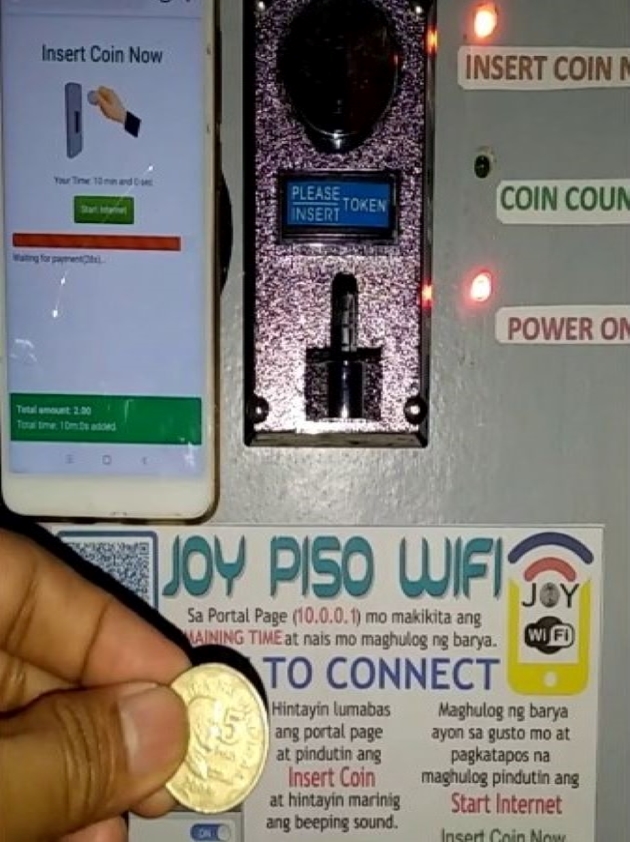 Insert Coin Now
Your Time: 10 min and 0 sec
Start Internet
Waiting for payment(28s)..
Total amount: 2.00
Total time: 10m:0s added.
PLEASE
INSERT TOKEN
INSERT COIN N
COIN COUN
POWER ON
JOY PISO WIFI
Sa Portal Page (10.0.0.1) mo makikita ang
MAINING TIME at nais mo maghulog ng barya.
TO CONNECT
JOY
Wi Fi
Hintayin lumabas
ang portal page
at pindutin ang
Insert Coin
at hintayin marinig
ang beeping sound.
Maghulog ng barya
ayon sa gusto mo at
pagkatapos na
maghulog pindutin ang
Start Internet
Insert Coin Now
5
ON